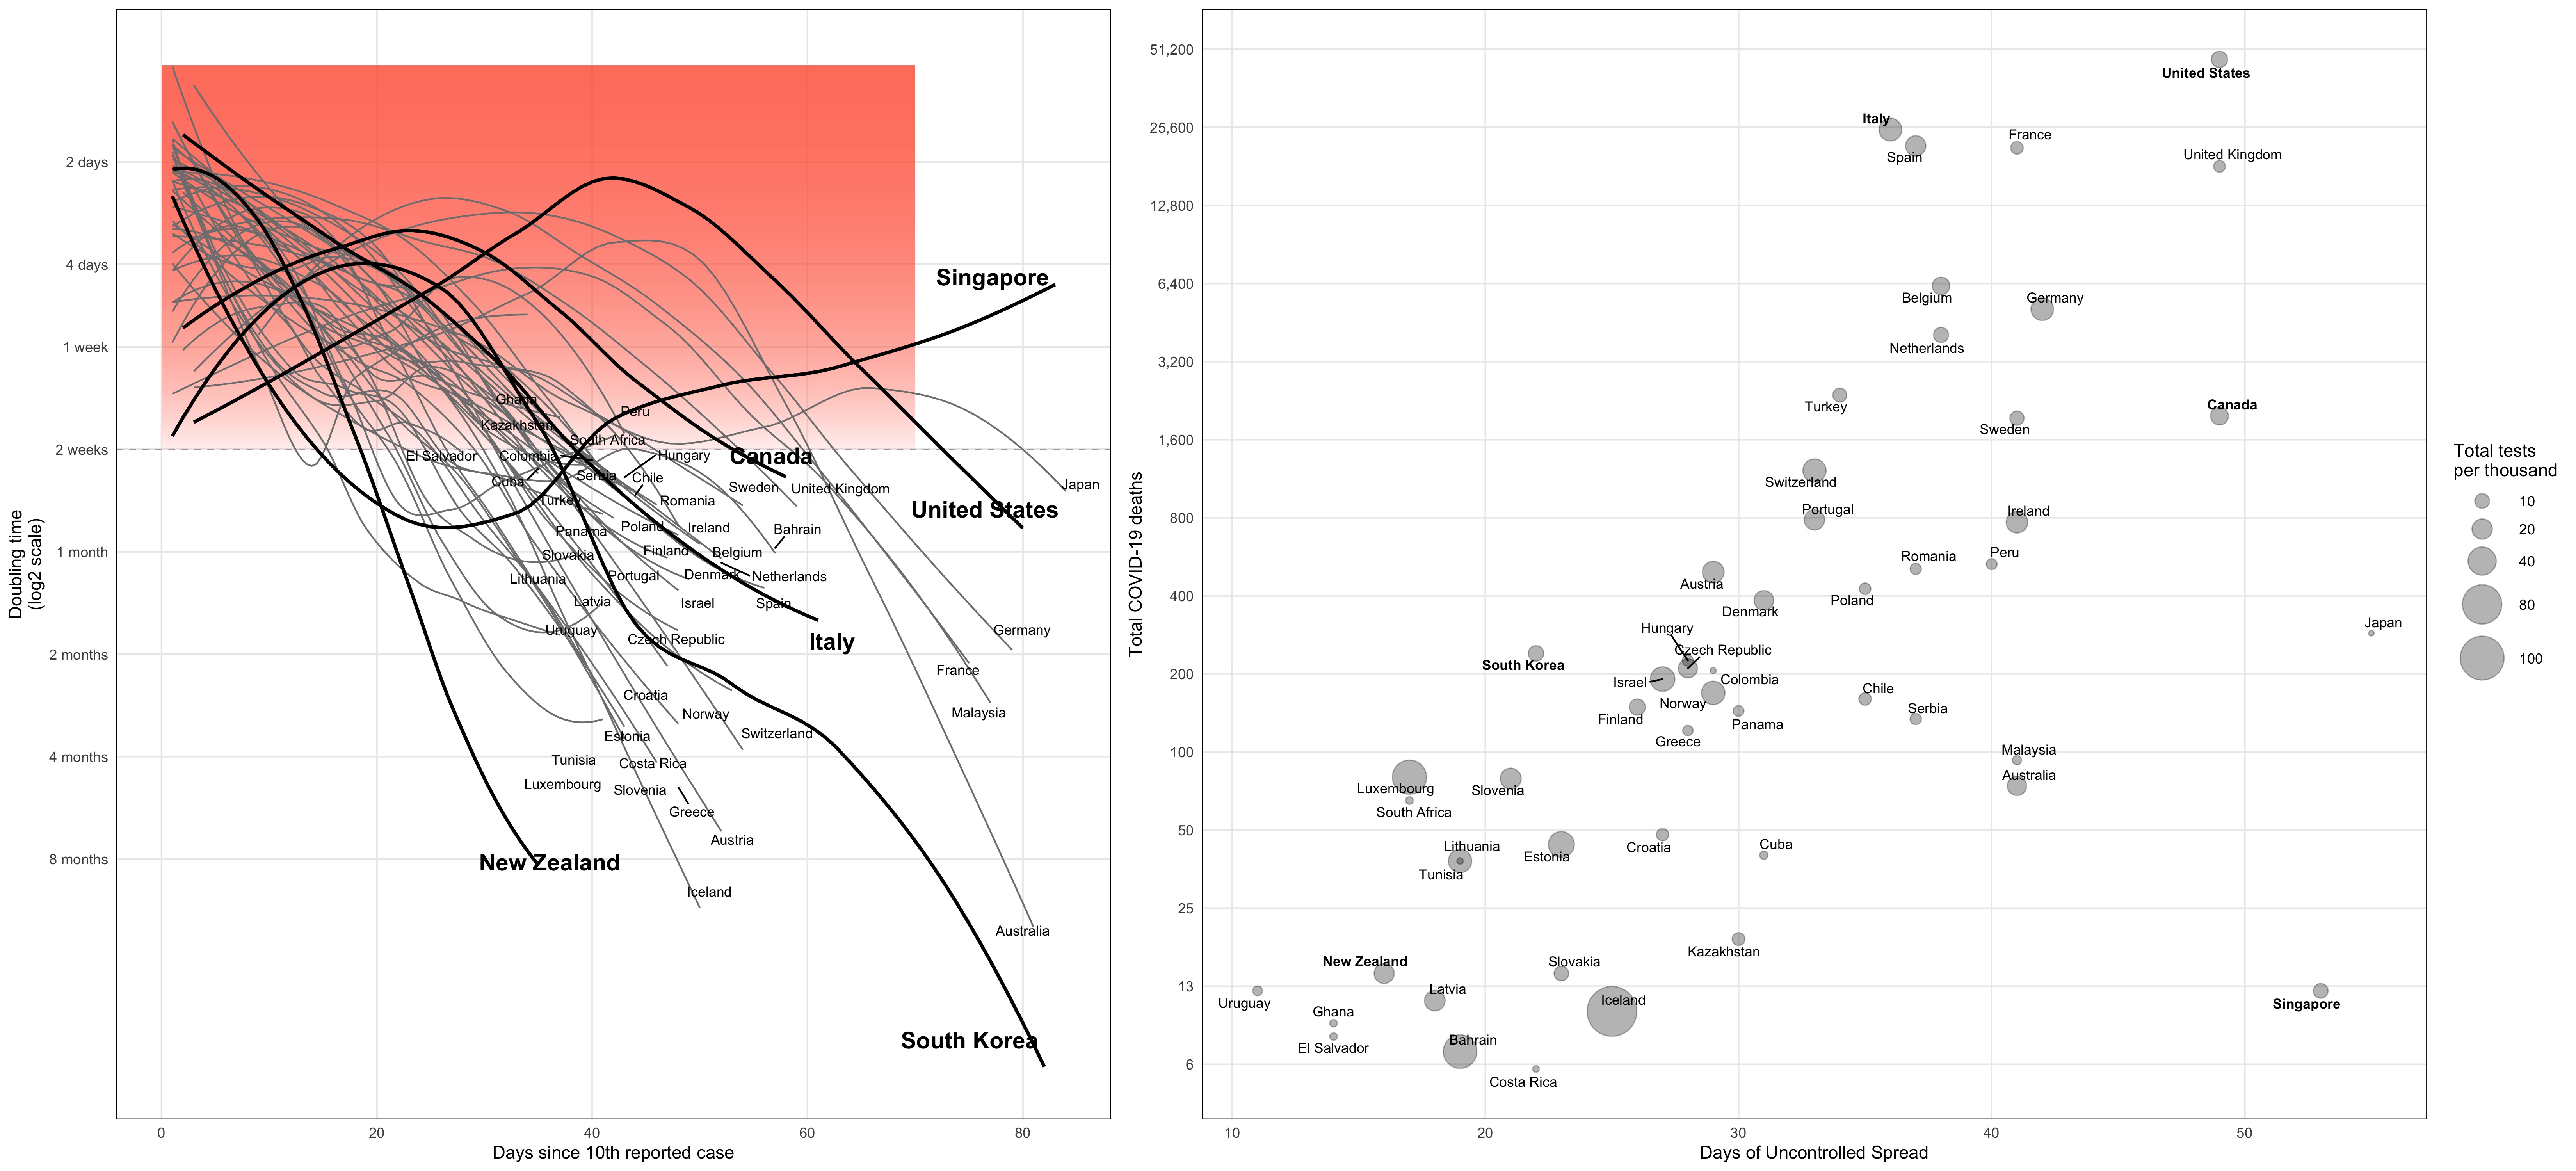 Doubling time
(log2 scale)
2 days
4 days
1 week
2 weeks
1 month
2 months
4 months
8 months
Singapore
Ghana
Peru
Kazakhstan
South Africa
El Salvador
Colombia
Hungary
Canada
Cuba
Serbia
Chile
Japan
Sweden
United Kingdom
Turkey
Romania
United States
Panama
Poland
Ireland
Bahrain
Slovakia
Finland
Belgium
Lithuania
Portugal
Denmark
Netherlands
Latvia
Israel
Spain
Uruguay
Czech Republic
Italy
Germany
France
Croatia
Norway
Malaysia
Estonia
Switzerland
Tunisia
Costa Rica
Luxembourg
Slovenia
Greece
Austria
New Zealand
Iceland
Australia
South Korea
0
20
40
60
80
Days since 10th reported case
Total COVID-19 deaths
51,200
25,600
12,800
6,400
3,200
1,600
800
400
200
100
50
25
13
6
United States
Italy
France
Spain
United Kingdom
Belgium
Germany
Netherlands
Turkey
Canada
Sweden
Switzerland
Portugal
Ireland
Romania
Peru
Austria
Poland
Denmark
Hungary
Japan
Czech Republic
South Korea
Israel
Colombia
Norway
Chile
Finland
Panama
Serbia
Greece
Malaysia
Australia
Luxembourg
Slovenia
South Africa
Lithuania
Estonia
Croatia
Cuba
Tunisia
Kazakhstan
New Zealand
Slovakia
Latvia
Iceland
Uruguay
Singapore
Ghana
El Salvador
Bahrain
Costa Rica
10
20
30
40
50
Days of Uncontrolled Spread
Total tests
per thousand
10
20
40
80
100